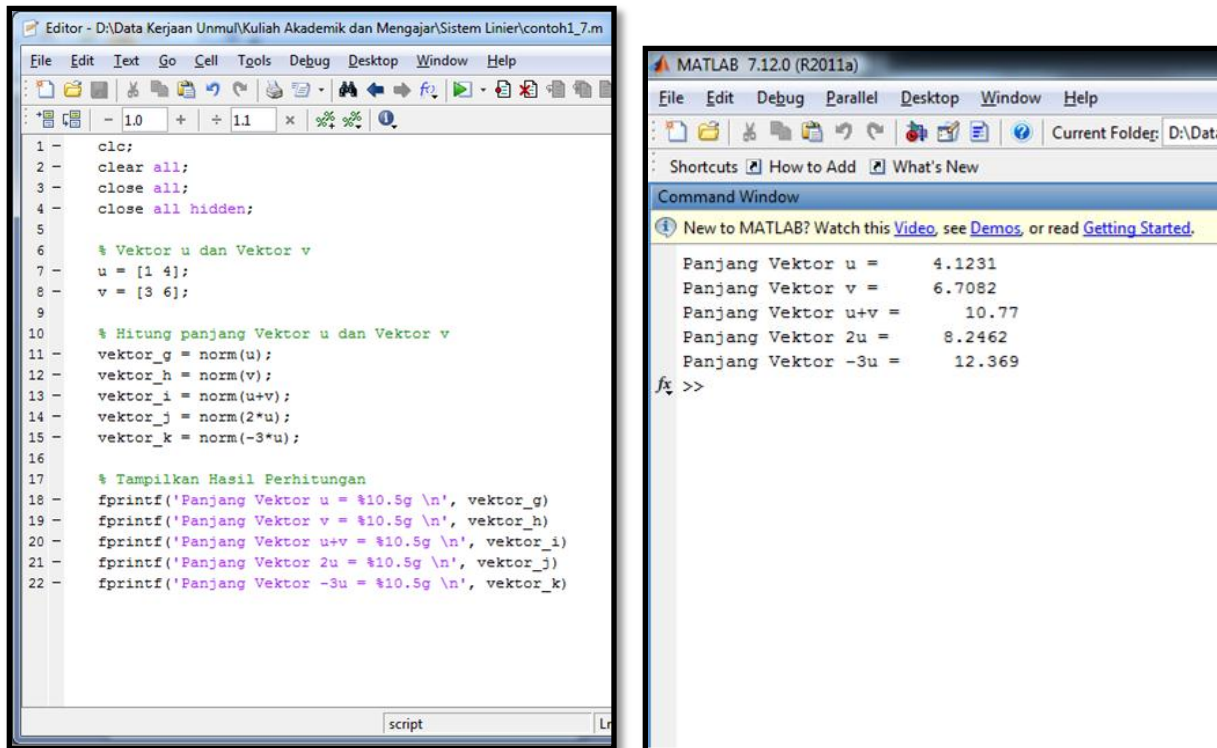 Editor - D:\Data Kerjaan Unmul\Kuliah Akademik dan Mengajar\Sistem Linier\contoh1_7.m
File Edit Text Go Cell Tools Debug Desktop Window Help
- 1.0 + ÷ 1.1 ×
1 - clc;
2 - clear all;
3 - close all;
4 - close all hidden;
5
6 % Vektor u dan Vektor v
7 - u = [1 4];
8 - v = [3 6];
9
10 % Hitung panjang Vektor u dan Vektor v
11 - vektor_g = norm(u);
12 - vektor_h = norm(v);
13 - vektor_i = norm(u+v);
14 - vektor_j = norm(2*u);
15 - vektor_k = norm(-3*u);
16
17 % Tampilkan Hasil Perhitungan
18 - fprintf('Panjang Vektor u = %10.5g \n', vektor_g)
19 - fprintf('Panjang Vektor v = %10.5g \n', vektor_h)
20 - fprintf('Panjang Vektor u+v = %10.5g \n', vektor_i)
21 - fprintf('Panjang Vektor 2u = %10.5g \n', vektor_j)
22 - fprintf('Panjang Vektor -3u = %10.5g \n', vektor_k)
script
MATLAB 7.12.0 (R2011a)
File Edit Debug Parallel Desktop Window Help
Current Folder: D:\Data
Shortcuts How to Add What's New
Command Window
New to MATLAB? Watch this Video, see Demos, or read Getting Started.
Panjang Vektor u = 4.1231
Panjang Vektor v = 6.7082
Panjang Vektor u+v = 10.77
Panjang Vektor 2u = 8.2462
Panjang Vektor -3u = 12.369
fx >>